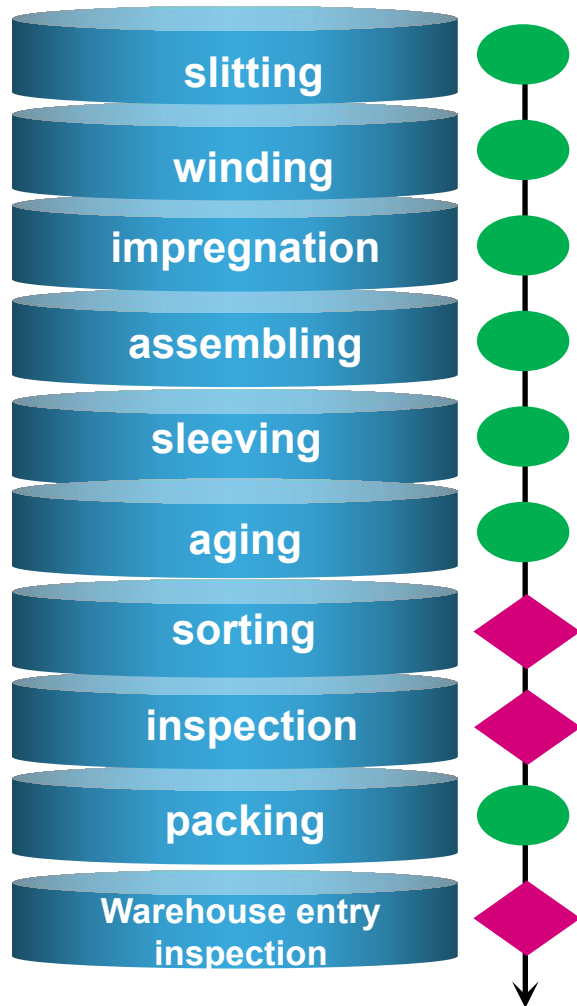 slitting
winding
impregnation
assembling
sleeving
aging
sorting
inspection
packing
Warehouse entry
inspection